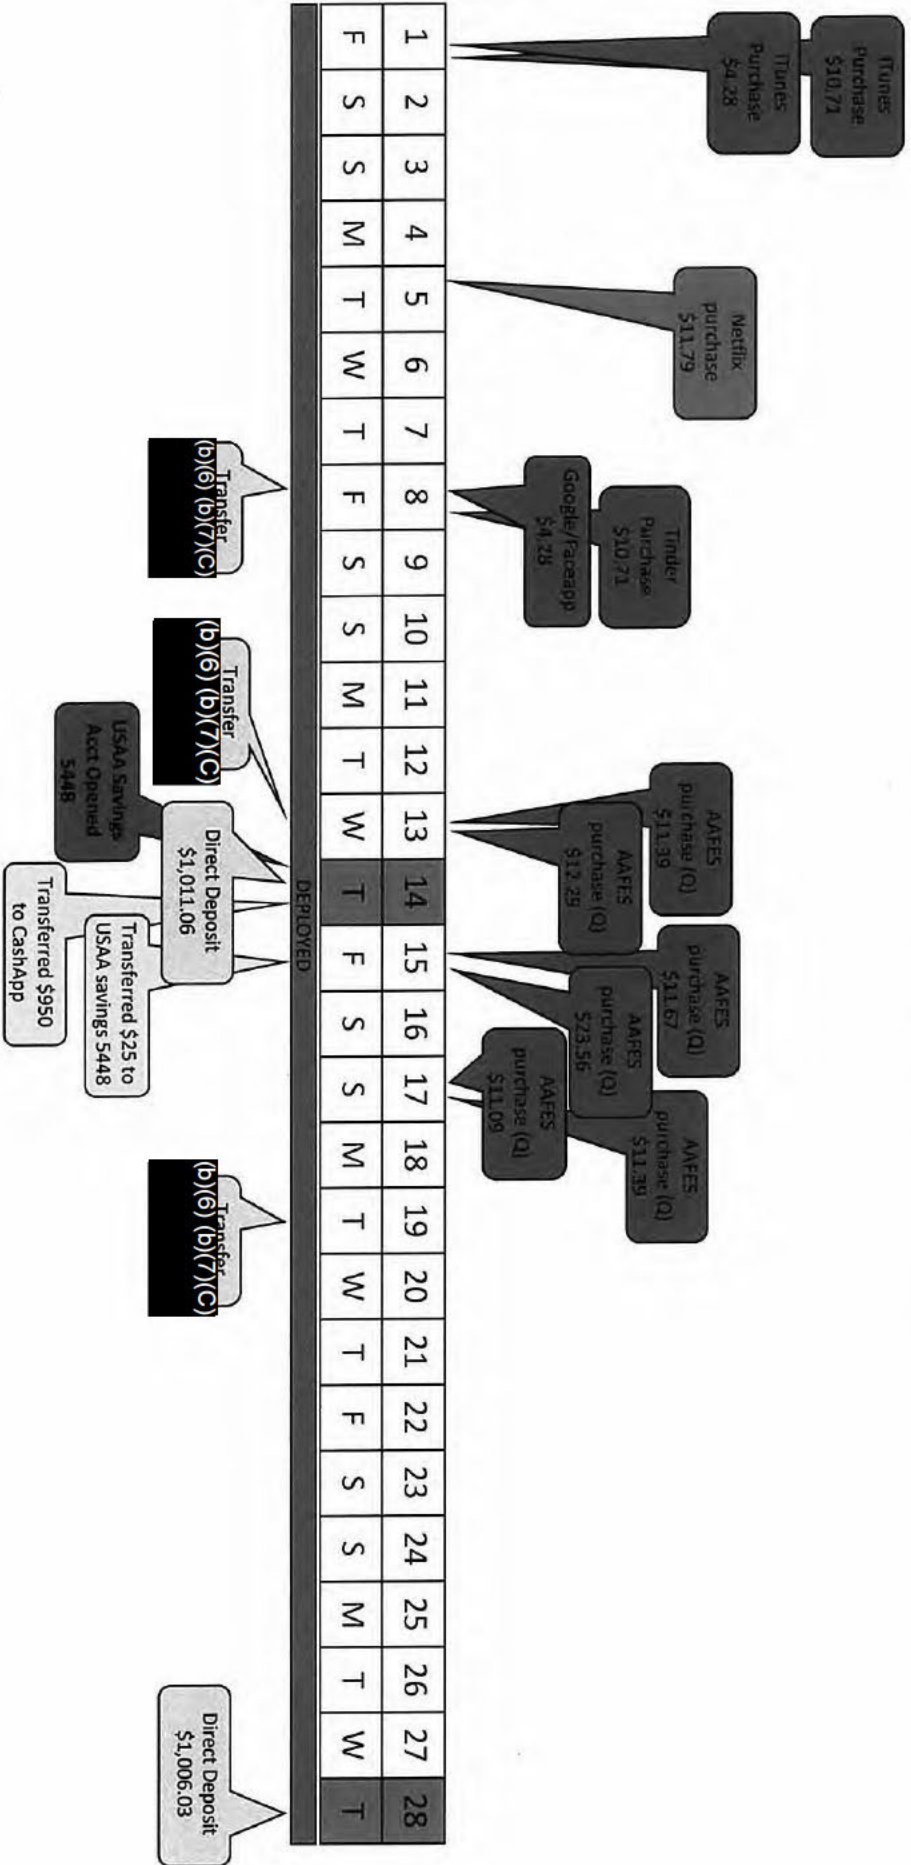 iTunes
Purchase
$10.71
iTunes
Purchase
$4.28
Netflix
purchase
$11.79
Tinder
Purchase
$10.71
Google/Faceapp
$4.28
AAFES
purchase (Q)
$11.39
AAFES
purchase (Q)
$12.29
AAFES
purchase (Q)
$11.67
AAFES
purchase (Q)
$23.56
AAFES
purchase (Q)
$11.39
AAFES
purchase (Q)
$11.09
1 2 3 4 5 6 7 8 9 10 11 12 13 14 15 16 17 18 19 20 21 22 23 24 25 26 27 28
F S S M T W T F S S M T W T F S S M T W T F S S M T W T
DEPLOYED
Transfer
(b)(6) (b)(7)(C)
Transfer
(b)(6) (b)(7)(C)
Direct Deposit
$1,011.06
USAA Savings
Acct Opened
5448
Transferred $25 to
USAA savings 5448
Transferred $950
to CashApp
Transfer
(b)(6) (b)(7)(C)
Direct Deposit
$1,006.03